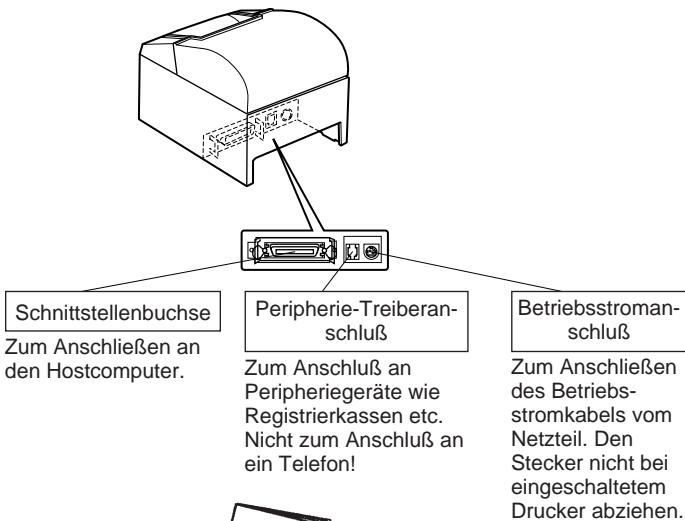 Schnittstellenbuchse
Zum Anschließen an
den Hostcomputer.
Peripherie-Treiberan-
schluß
Zum Anschluß an
Peripheriegeräte wie
Registrierkassen etc.
Nicht zum Anschluß an
ein Telefon!
Betriebsstroman-
schluß
Zum Anschließen
des Betriebs-
stromkabels vom
Netzteil. Den
Stecker nicht bei
eingeschaltetem
Drucker abziehen.